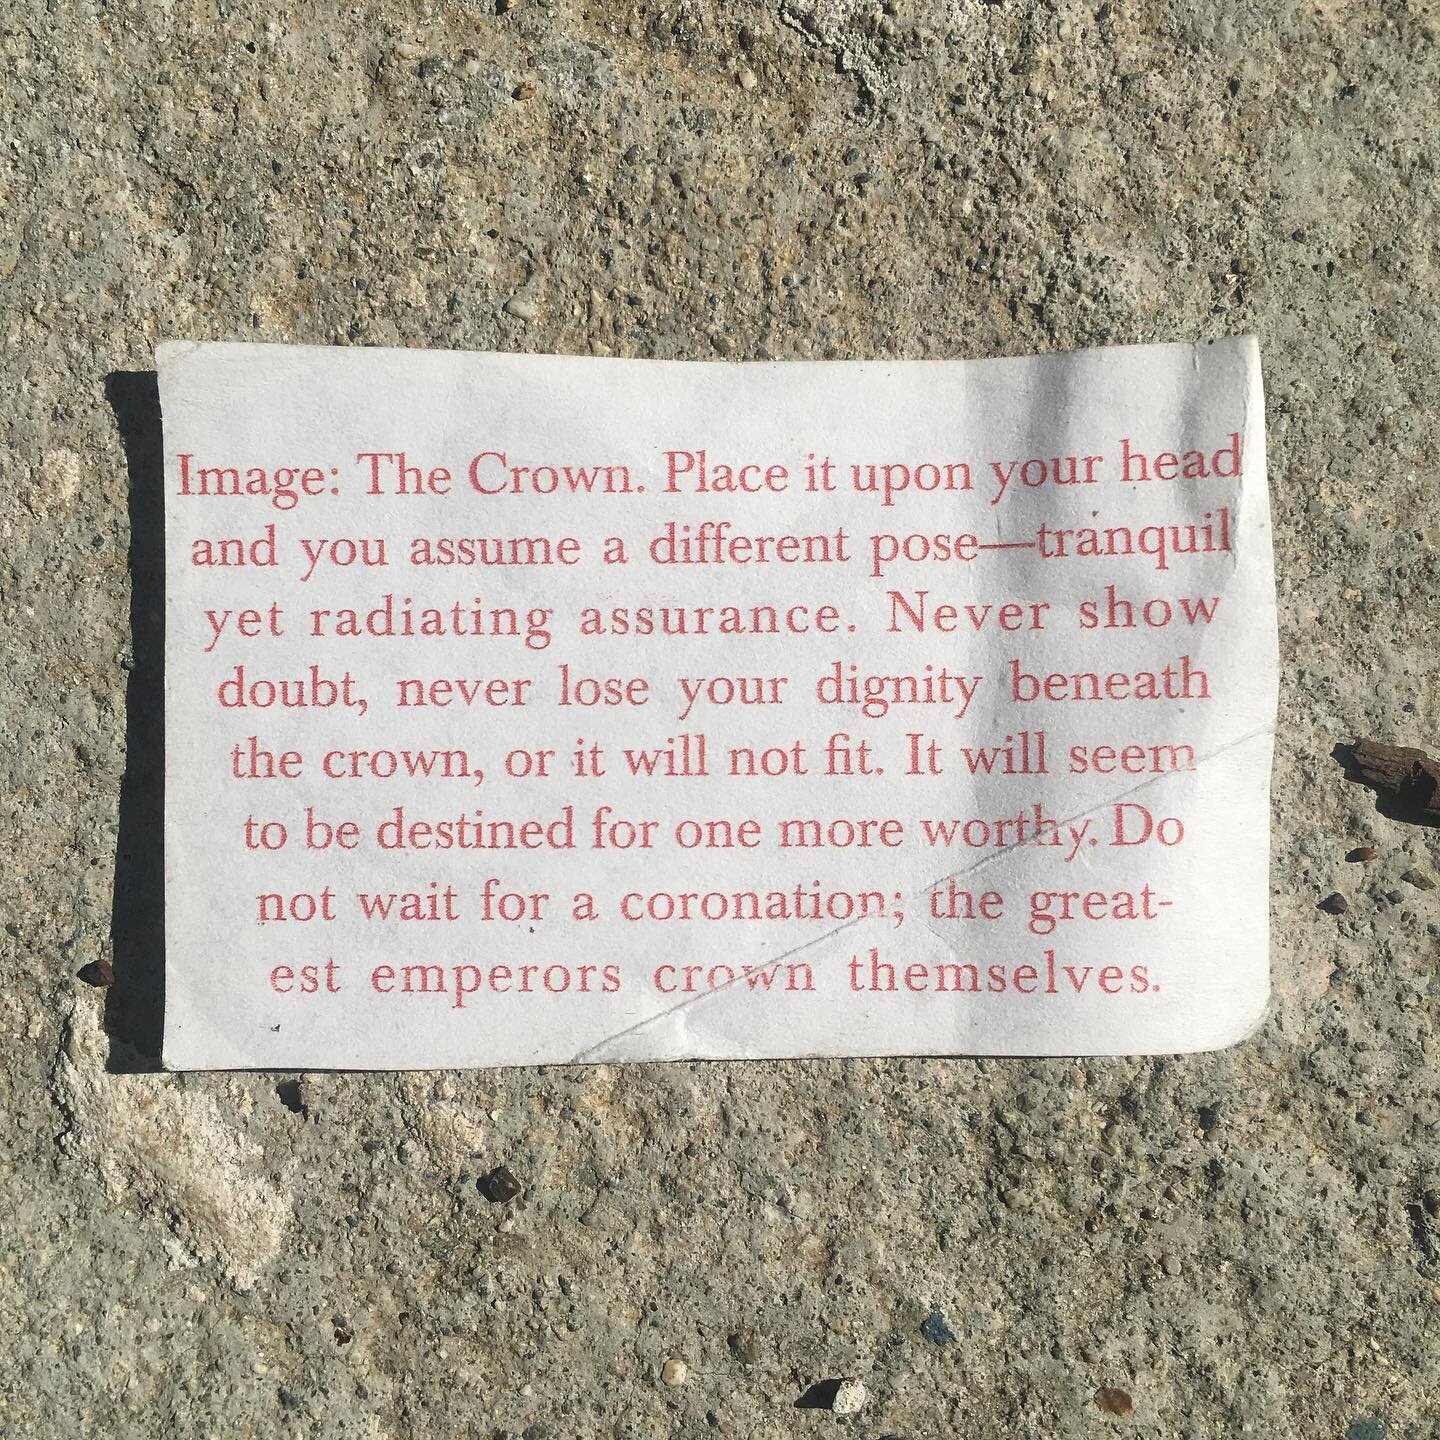 Image: The Crown. Place it upon your head
and you assume a different pose—tranquil
yet radiating assurance. Never show
doubt, never lose your dignity beneath
the crown, or it will not fit. It will seem
to be destined for one more worthy. Do
not wait for a coronation; the great-
est emperors crown themselves.